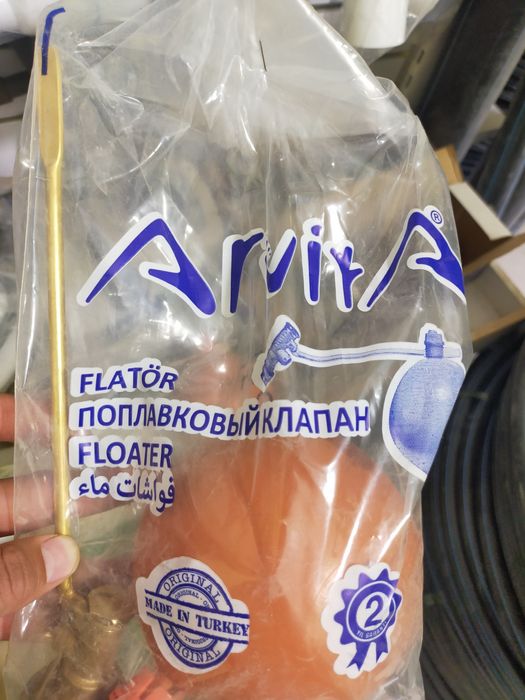 ArvitA®
FLATÖR
ПОПЛАВКОВЫЙ КЛАПАН
FLOATER
فواشات ماء
ORIGINAL
MADE IN TURKEY
ORIGINAL
2